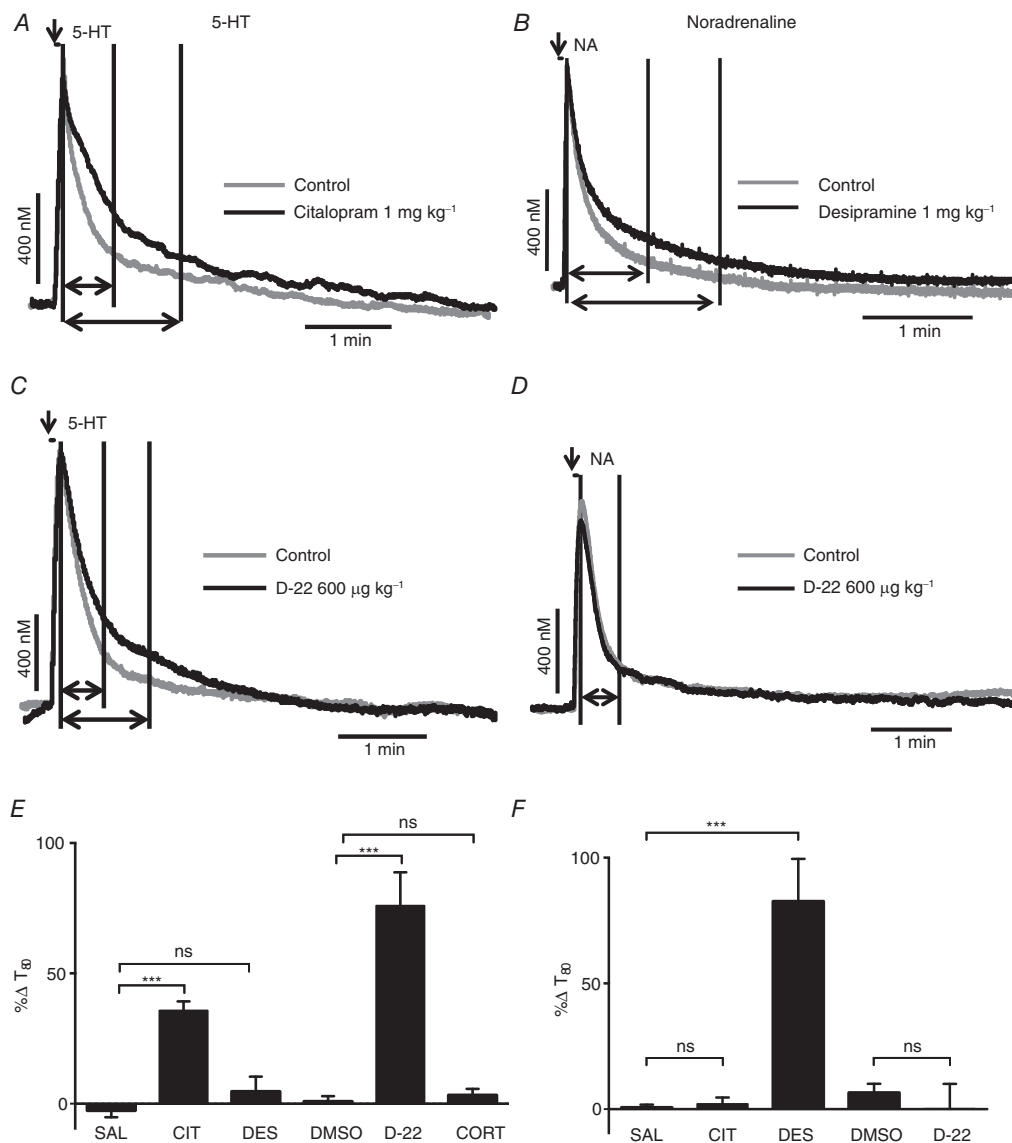 A
5-HT
5-HT
Control
Citalopram 1 mg kg⁻¹
400 nM
1 min
B
Noradrenaline
NA
Control
Desipramine 1 mg kg⁻¹
400 nM
1 min
C
5-HT
Control
D-22 600 μg kg⁻¹
400 nM
1 min
D
NA
Control
D-22 600 μg kg⁻¹
400 nM
1 min
E
%Δ T₈₀
100
50
0
ns
***
ns
***
SAL CIT DES DMSO D-22 CORT
F
%Δ T₈₀
100
50
0
***
ns
ns
SAL CIT DES DMSO D-22